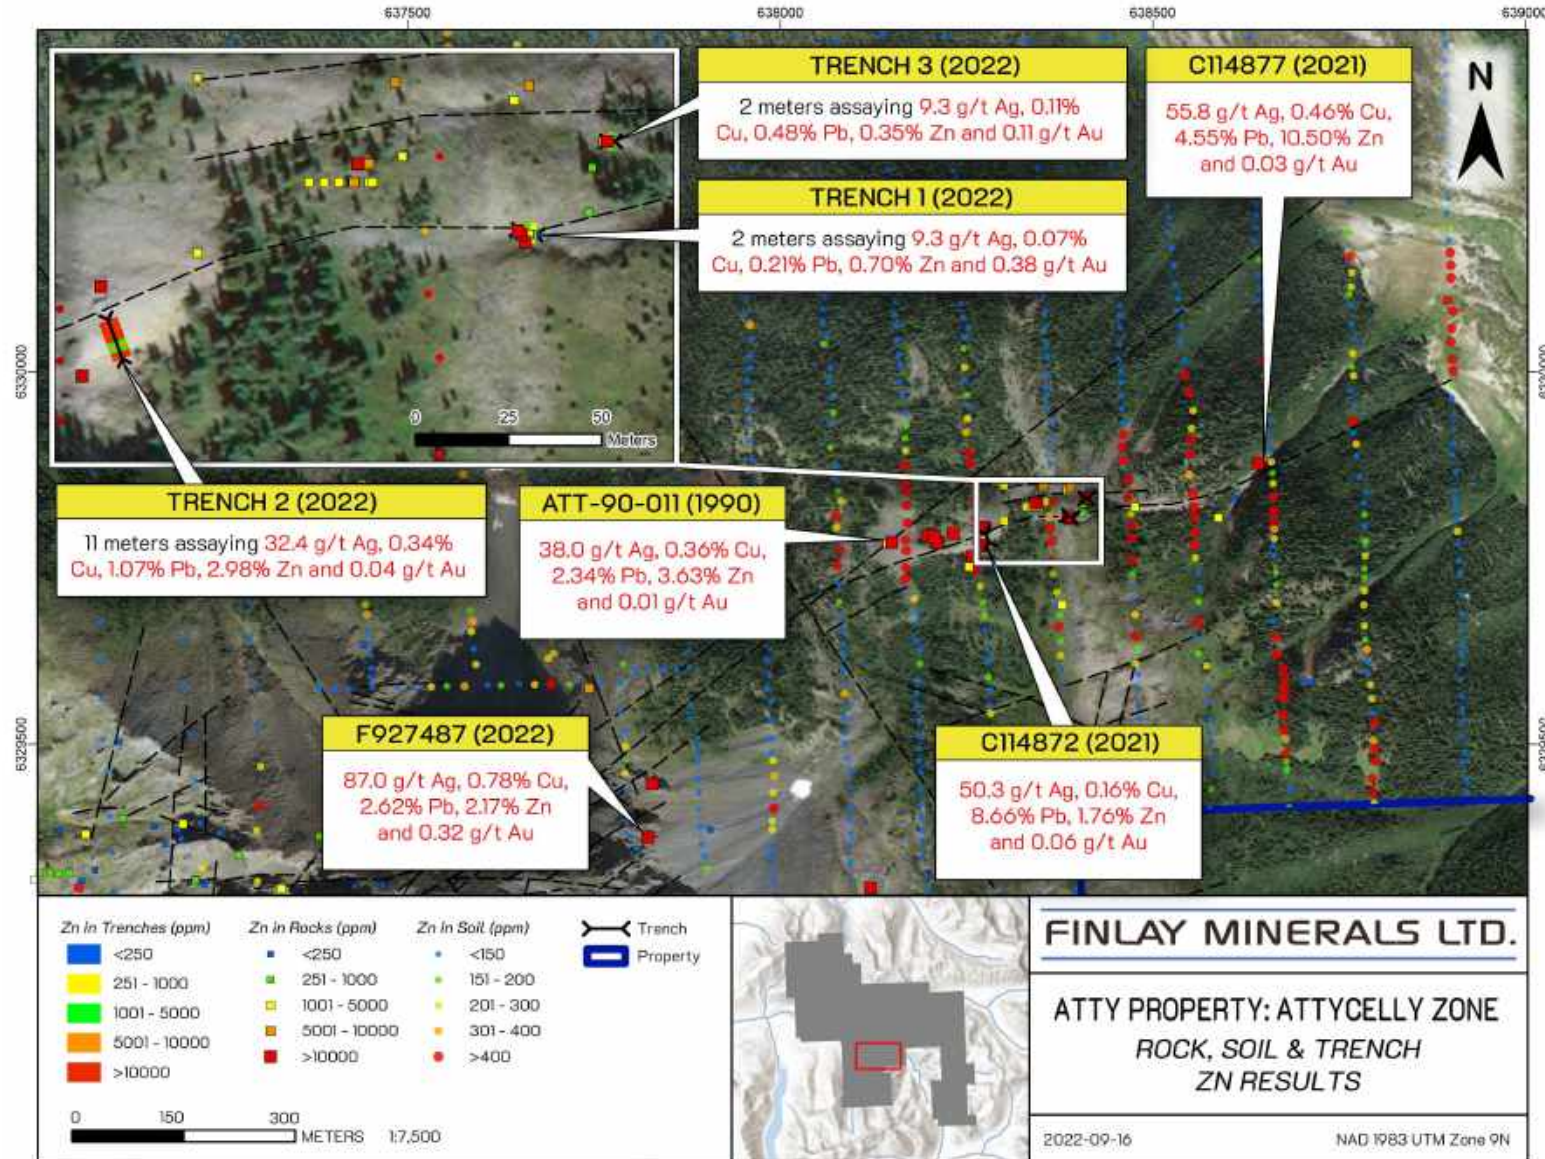 637500
638000
638500
639000
TRENCH 3 (2022)
2 meters assaying 9.3 g/t Ag, 0.11%
Cu, 0.48% Pb, 0.35% Zn and 0.11 g/t Au
C114877 (2021)
55.8 g/t Ag, 0.46% Cu,
4.55% Pb, 10.50% Zn
and 0.03 g/t Au
N
TRENCH 1 (2022)
2 meters assaying 9.3 g/t Ag, 0.07%
Cu, 0.21% Pb, 0.70% Zn and 0.38 g/t Au
6330000
6330000
0 25 50
Meters
TRENCH 2 (2022)
11 meters assaying 32.4 g/t Ag, 0.34%
Cu, 1.07% Pb, 2.98% Zn and 0.04 g/t Au
ATT-90-011 (1990)
38.0 g/t Ag, 0.36% Cu,
2.34% Pb, 3.63% Zn
and 0.01 g/t Au
F927487 (2022)
87.0 g/t Ag, 0.78% Cu,
2.62% Pb, 2.17% Zn
and 0.32 g/t Au
C114872 (2021)
50.3 g/t Ag, 0.16% Cu,
8.66% Pb, 1.76% Zn
and 0.06 g/t Au
6329500
6329500
Zn in Trenches (ppm)
<250
251 - 1000
1001 - 5000
5001 - 10000
>10000
Zn in Rocks (ppm)
<250
251 - 1000
1001 - 5000
5001 - 10000
>10000
Zn in Soil (ppm)
<150
151 - 200
201 - 300
301 - 400
>400
Trench
Property
0 150 300
METERS 1:7,500
FINLAY MINERALS LTD.
ATTY PROPERTY: ATTYCELLY ZONE
ROCK, SOIL & TRENCH
ZN RESULTS
2022-09-16 NAD 1983 UTM Zone 9N